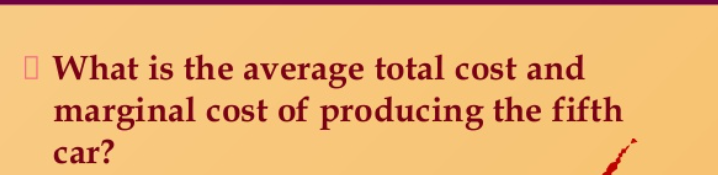 What is the average total cost and
marginal cost of producing the fifth
car?